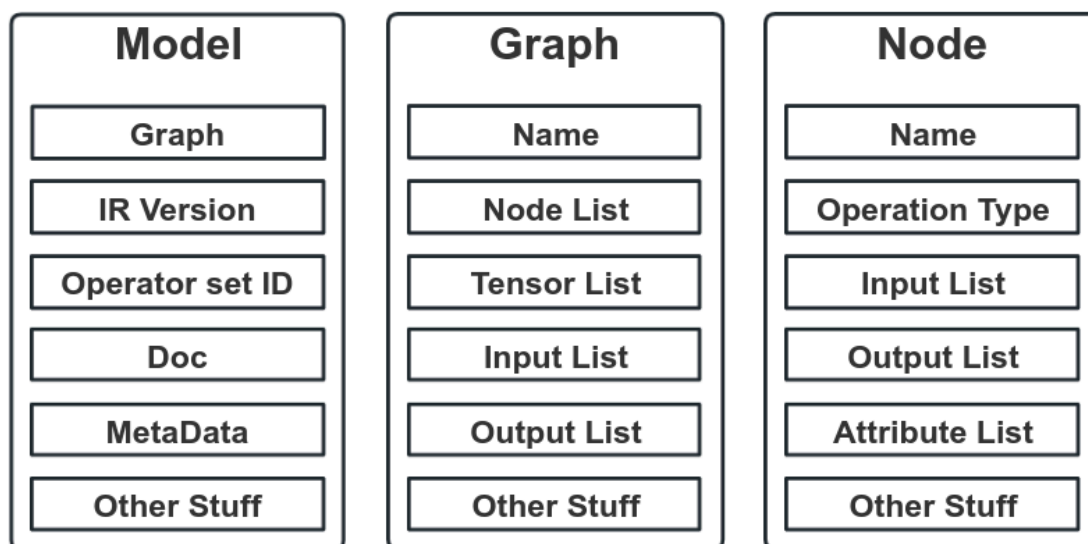 Model
Graph
IR Version
Operator set ID
Doc
MetaData
Other Stuff
Graph
Name
Node List
Tensor List
Input List
Output List
Other Stuff
Node
Name
Operation Type
Input List
Output List
Attribute List
Other Stuff